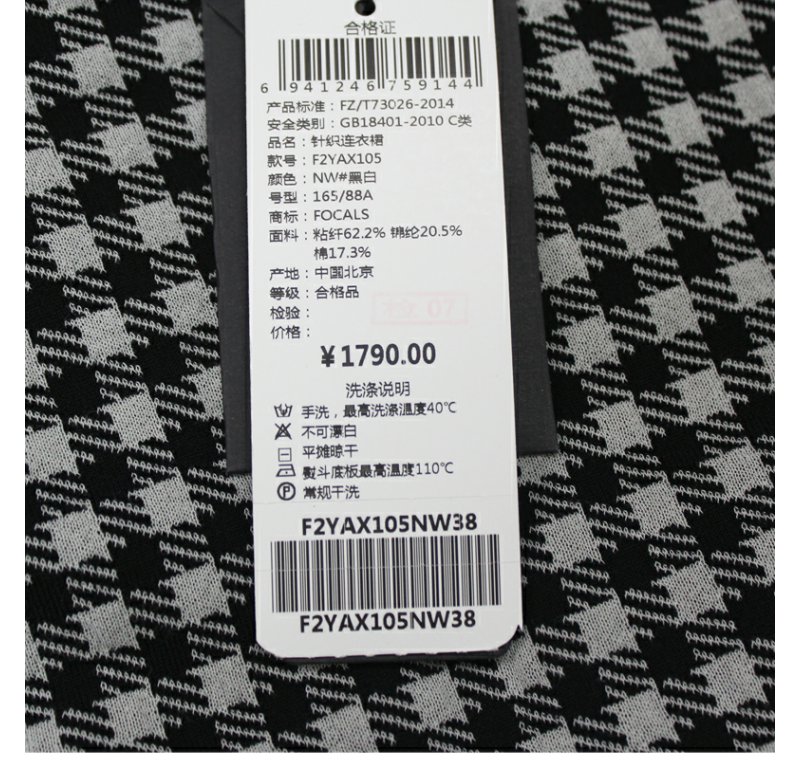 合格证
6 941246 759144
产品标准：FZ/T73026-2014
安全类别：GB18401-2010 C类
品名：针织连衣裙
款号：F2YAX105
颜色：NW#黑白
号型：165/88A
商标：FOCALS
面料：粘纤62.2% 锦纶20.5%
棉17.3%
产地：中国北京
等级：合格品
检验：
检 07
价格：
¥1790.00
洗涤说明
手洗，最高洗涤温度40℃
不可漂白
平摊晾干
熨斗底板最高温度110℃
P 常规干洗
F2YAX105NW38
F2YAX105NW38